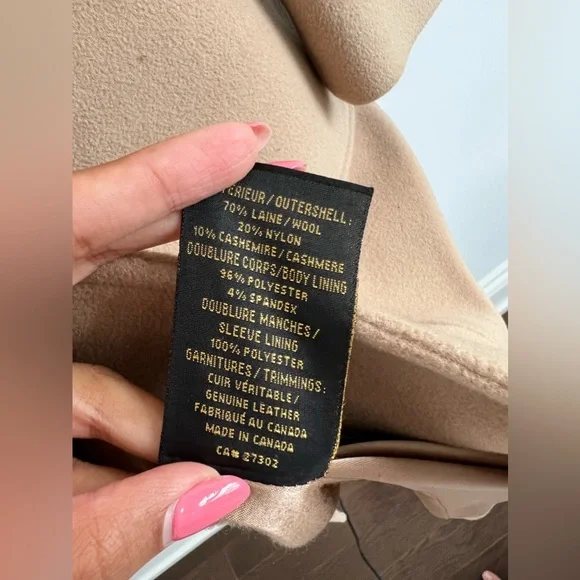 ÉRIEUR / OUTERSHELL:
70% LAINE / WOOL
20% NYLON
10% CASHEMIRE / CASHMERE
DOUBLURE CORPS/BODY LINING
96% POLYESTER
4% SPANDEX
DOUBLURE MANCHES /
SLEEVE LINING
100% POLYESTER
GARNITURES / TRIMMINGS:
CUIR VÉRITABLE /
GENUINE LEATHER
FABRIQUÉ AU CANADA
MADE IN CANADA
CA# 27302